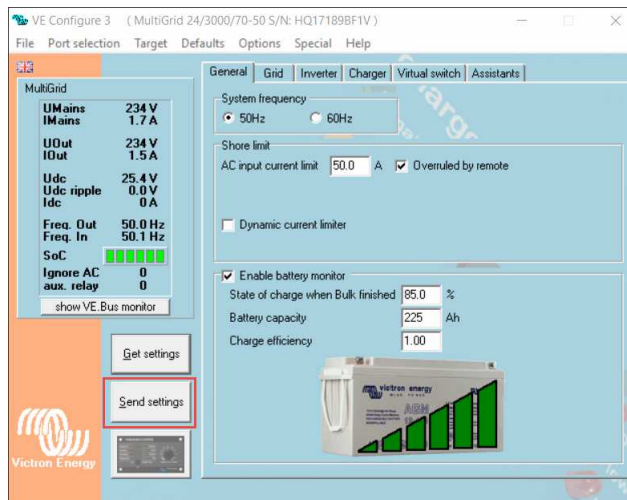 VE Configure 3 ( MultiGrid 24/3000/70-50 S/N: HQ17189BF1V )
File Port selection Target Defaults Options Special Help
General Grid Inverter Charger Virtual switch Assistants
MultiGrid
UMains 234 V
IMains 1.7 A
UOut 234 V
IOut 1.5 A
Udc 25.4 V
Udc ripple 0.0 V
Idc 0 A
Freq. Out 50.0 Hz
Freq. In 50.1 Hz
SoC
Ignore AC 0
aux. relay 0
show VE.Bus monitor
Get settings
Send settings
Victron Energy
System frequency
50Hz 60Hz
Shore limit
AC input current limit 50.0 A Overruled by remote
Dynamic current limiter
Enable battery monitor
State of charge when Bulk finished 85.0 %
Battery capacity 225 Ah
Charge efficiency 1.00
victron energy
BLUE POWER
AGM